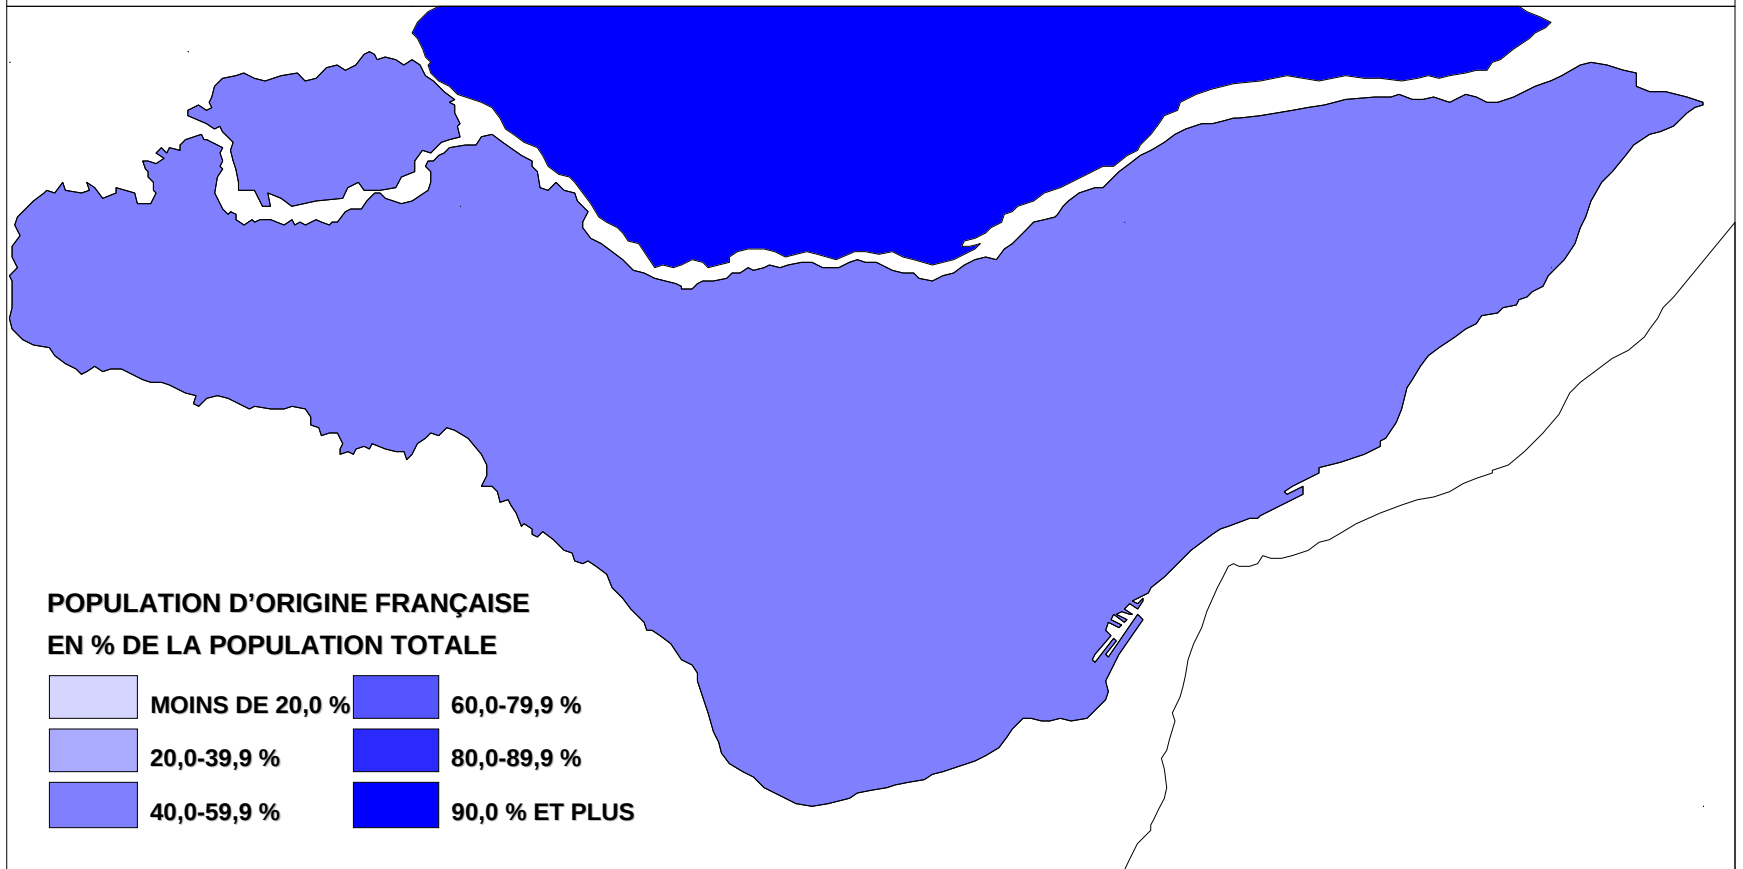 POPULATION D’ORIGINE FRANÇAISE
EN % DE LA POPULATION TOTALE
MOINS DE 20,0 % 60,0-79,9 %
20,0-39,9 % 80,0-89,9 %
40,0-59,9 % 90,0 % ET PLUS